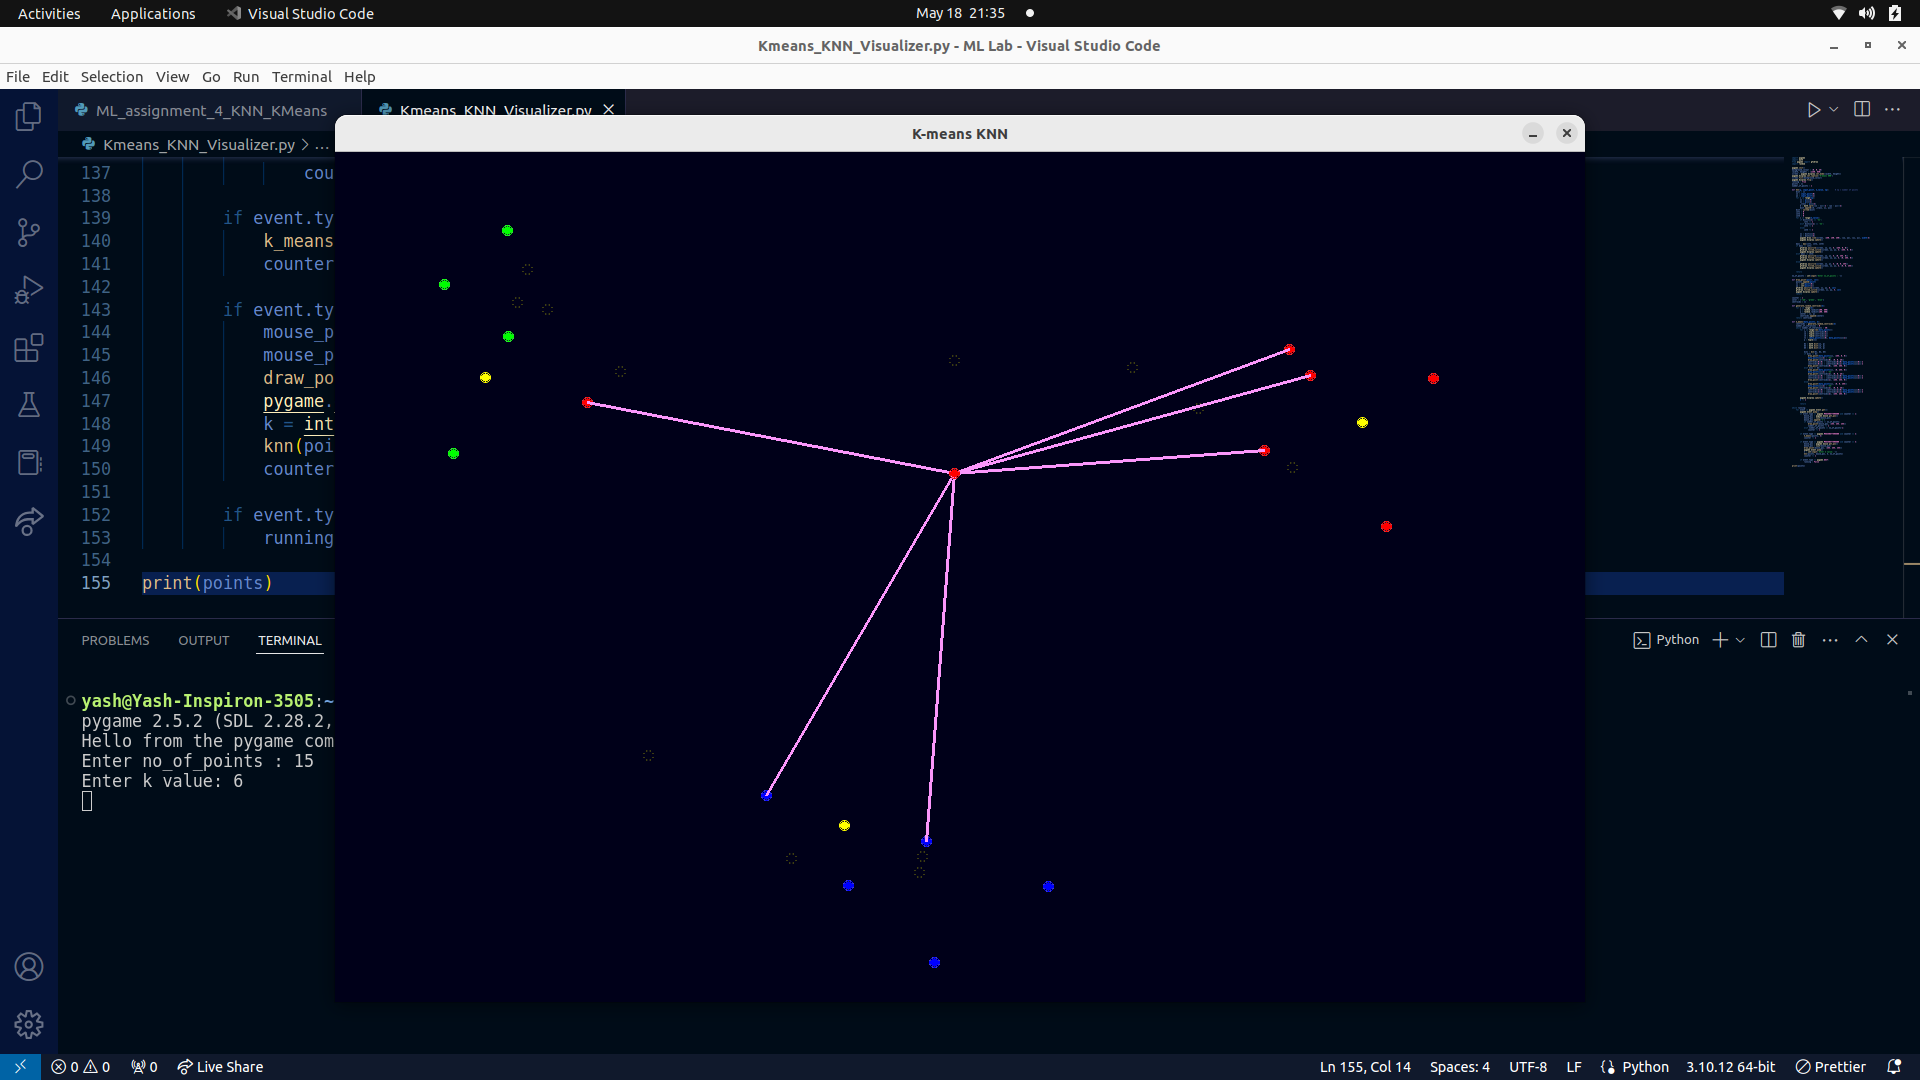 Activities Applications Visual Studio Code May 18 21:35
Kmeans_KNN_Visualizer.py - ML Lab - Visual Studio Code
File Edit Selection View Go Run Terminal Help
ML_assignment_4_KNN_KMeans Kmeans_KNN_Visualizer.py
Kmeans_KNN_Visualizer.py > ...
K-means KNN
137 cou
138
139 if event.ty
140 k_means
141 counter
142
143 if event.ty
144 mouse_p
145 mouse_p
146 draw_po
147 pygame.
148 k = int
149 knn(poi
150 counter
151
152 if event.ty
153 running
154
155 print(points)
PROBLEMS OUTPUT TERMINAL Python
yash@Yash-Inspiron-3505:~
pygame 2.5.2 (SDL 2.28.2,
Hello from the pygame com
Enter no_of_points : 15
Enter k value: 6
0 0 0 Live Share Ln 155, Col 14 Spaces: 4 UTF-8 LF Python 3.10.12 64-bit Prettier